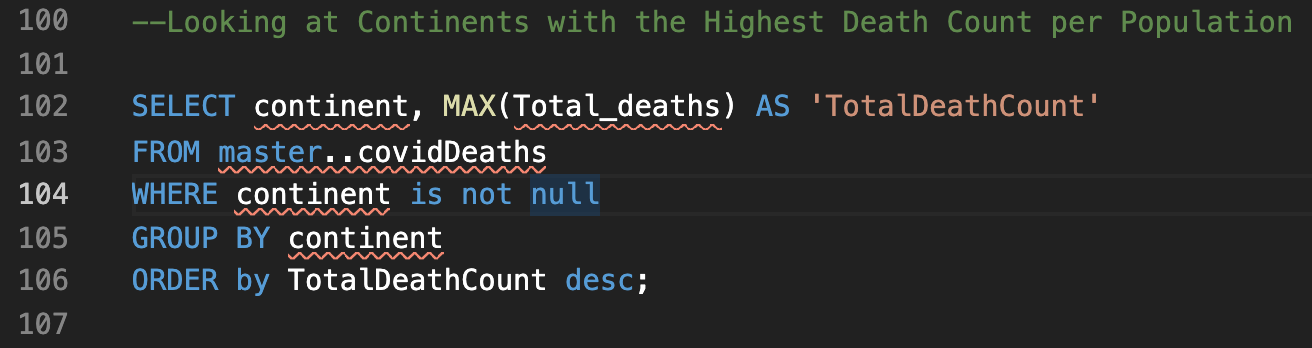 100 --Looking at Continents with the Highest Death Count per Population
101
102 SELECT continent, MAX(Total_deaths) AS 'TotalDeathCount'
103 FROM master..covidDeaths
104 WHERE continent is not null
105 GROUP BY continent
106 ORDER by TotalDeathCount desc;
107